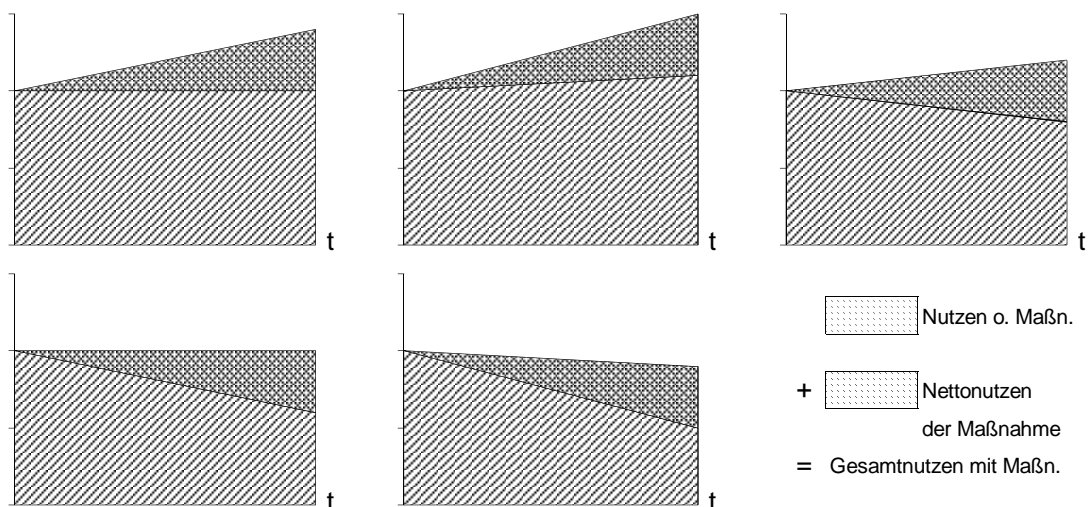 t
t
t
t
t
Nutzen o. Maßn.
+ Nettonutzen
der Maßnahme
= Gesamtnutzen mit Maßn.